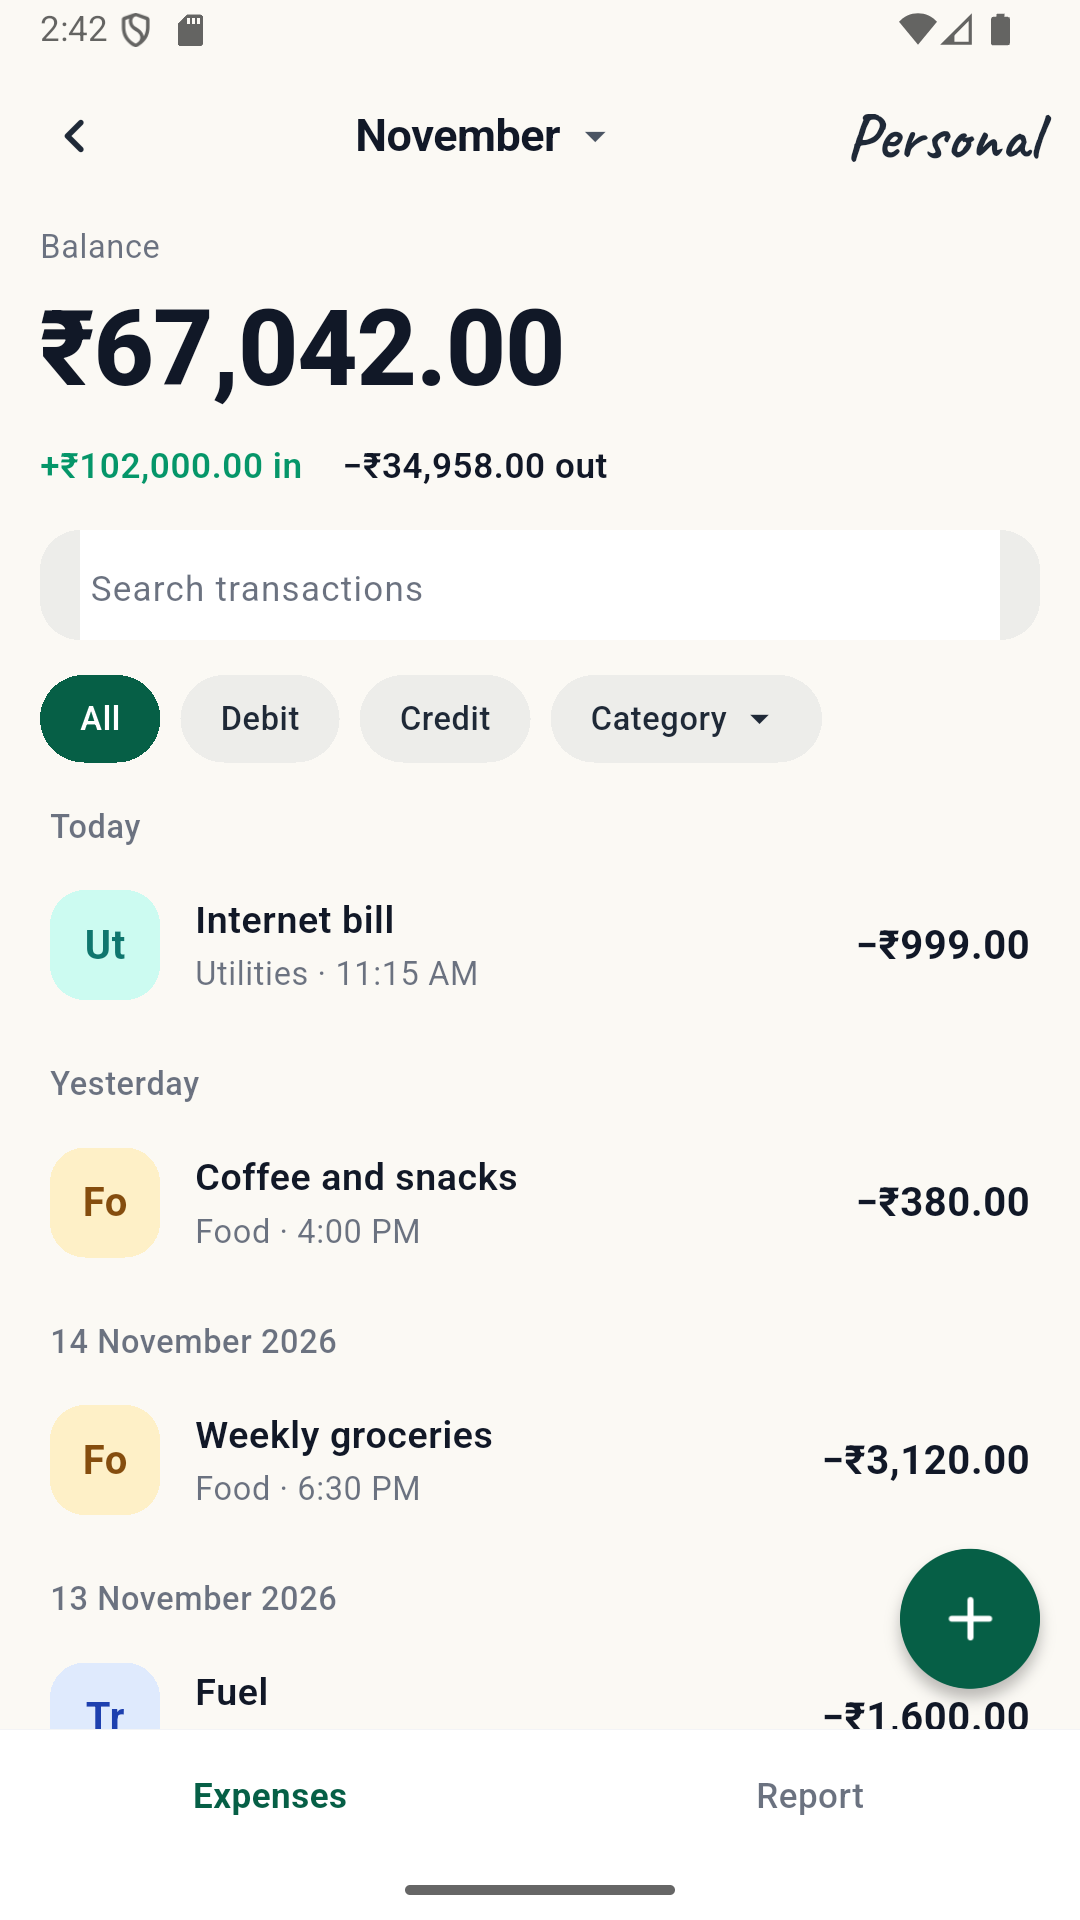 2:42
November
Personal
Balance
₹67,042.00
+₹102,000.00 in −₹34,958.00 out
Search transactions
All Debit Credit Category
Today
Ut
Internet bill
Utilities · 11:15 AM
−₹999.00
Yesterday
Fo
Coffee and snacks
Food · 4:00 PM
−₹380.00
14 November 2026
Fo
Weekly groceries
Food · 6:30 PM
−₹3,120.00
13 November 2026
Tr
Fuel
−₹1,600.00
Expenses Report